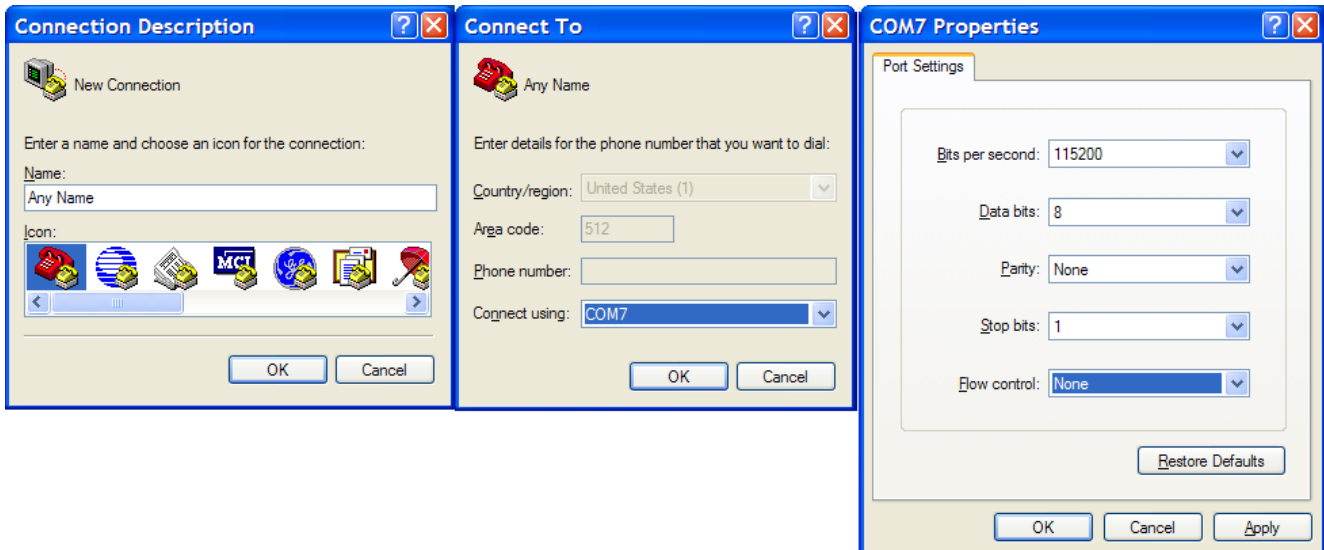 Connection Description
New Connection
Enter a name and choose an icon for the connection:
Name:
Any Name
Icon:
MCI
OK Cancel
Connect To
Any Name
Enter details for the phone number that you want to dial:
Country/region: United States (1)
Area code: 512
Phone number:
Connect using: COM7
OK Cancel
COM7 Properties
Port Settings
Bits per second: 115200
Data bits: 8
Parity: None
Stop bits: 1
Flow control: None
Restore Defaults
OK Cancel Apply